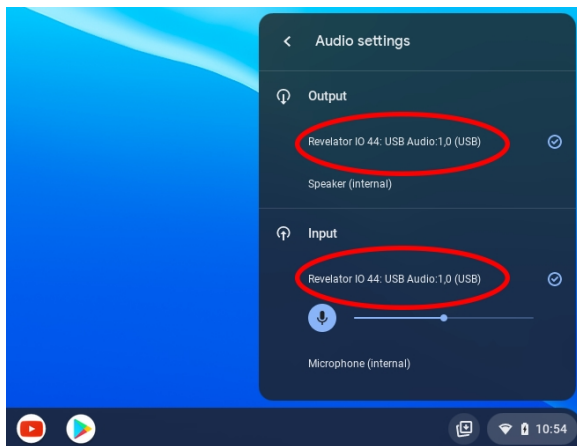 Audio settings
Output
Revelator IO 44: USB Audio:1,0 (USB)
Speaker (internal)
Input
Revelator IO 44: USB Audio:1,0 (USB)
Microphone (internal)
10:54